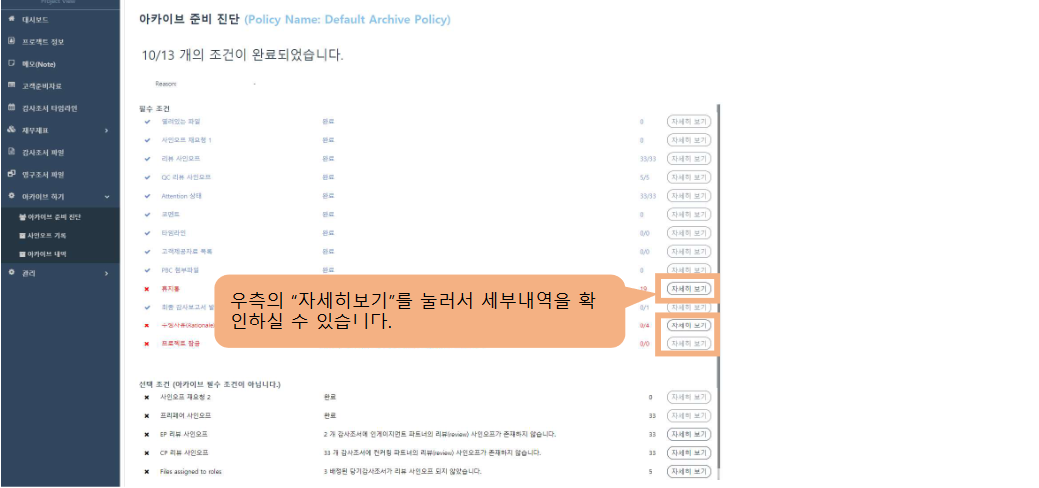 Project View
대시보드
프로젝트 정보
메모(Note)
고객준비자료
감사조서 타임라인
재무제표
감사조서 파일
영구조서 파일
아카이브 하기
아카이브 준비 진단
사인오프 기록
아카이브 내역
관리
아카이브 준비 진단 (Policy Name: Default Archive Policy)
10/13 개의 조건이 완료되었습니다.
Reason: -
필수 조건
열려있는 파일 완료 0 자세히 보기
사인오프 재요청 1 완료 0 자세히 보기
리뷰 사인오프 완료 33/33 자세히 보기
QC 리뷰 사인오프 완료 5/5 자세히 보기
Attention 상태 완료 33/33 자세히 보기
코멘트 완료 0 자세히 보기
타임라인 완료 0/0 자세히 보기
고객제공자료 목록 완료 0/0 자세히 보기
PBC 첨부파일 완료 0 자세히 보기
휴지통 19 자세히 보기
최종 감사보고서 발 0/1 자세히 보기
수정사유(Rationale) 0/4 자세히 보기
프로젝트 잠금 0/0 자세히 보기
우측의 “자세히보기”를 눌러서 세부내역을 확
인하실 수 있습니다.
선택 조건 (아카이브 필수 조건이 아닙니다.)
사인오프 재요청 2 완료 0 자세히 보기
프리페어 사인오프 완료 33 자세히 보기
EP 리뷰 사인오프 2 개 감사조서에 인게이지먼트 파트너의 리뷰(review) 사인오프가 존재하지 않습니다. 33 자세히 보기
CP 리뷰 사인오프 33 개 감사조서에 컨커링 파트너의 리뷰(review) 사인오프가 존재하지 않습니다. 33 자세히 보기
Files assigned to roles 3 배정된 당기감사조서가 리뷰 사인오프 되지 않았습니다. 5 자세히 보기